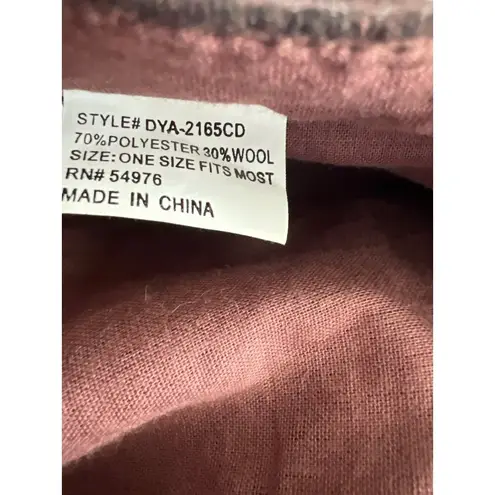 STYLE# DYA-2165CD
70%POLYESTER 30%WOOL
SIZE:ONE SIZE FITS MOST
RN# 54976
MADE IN CHINA